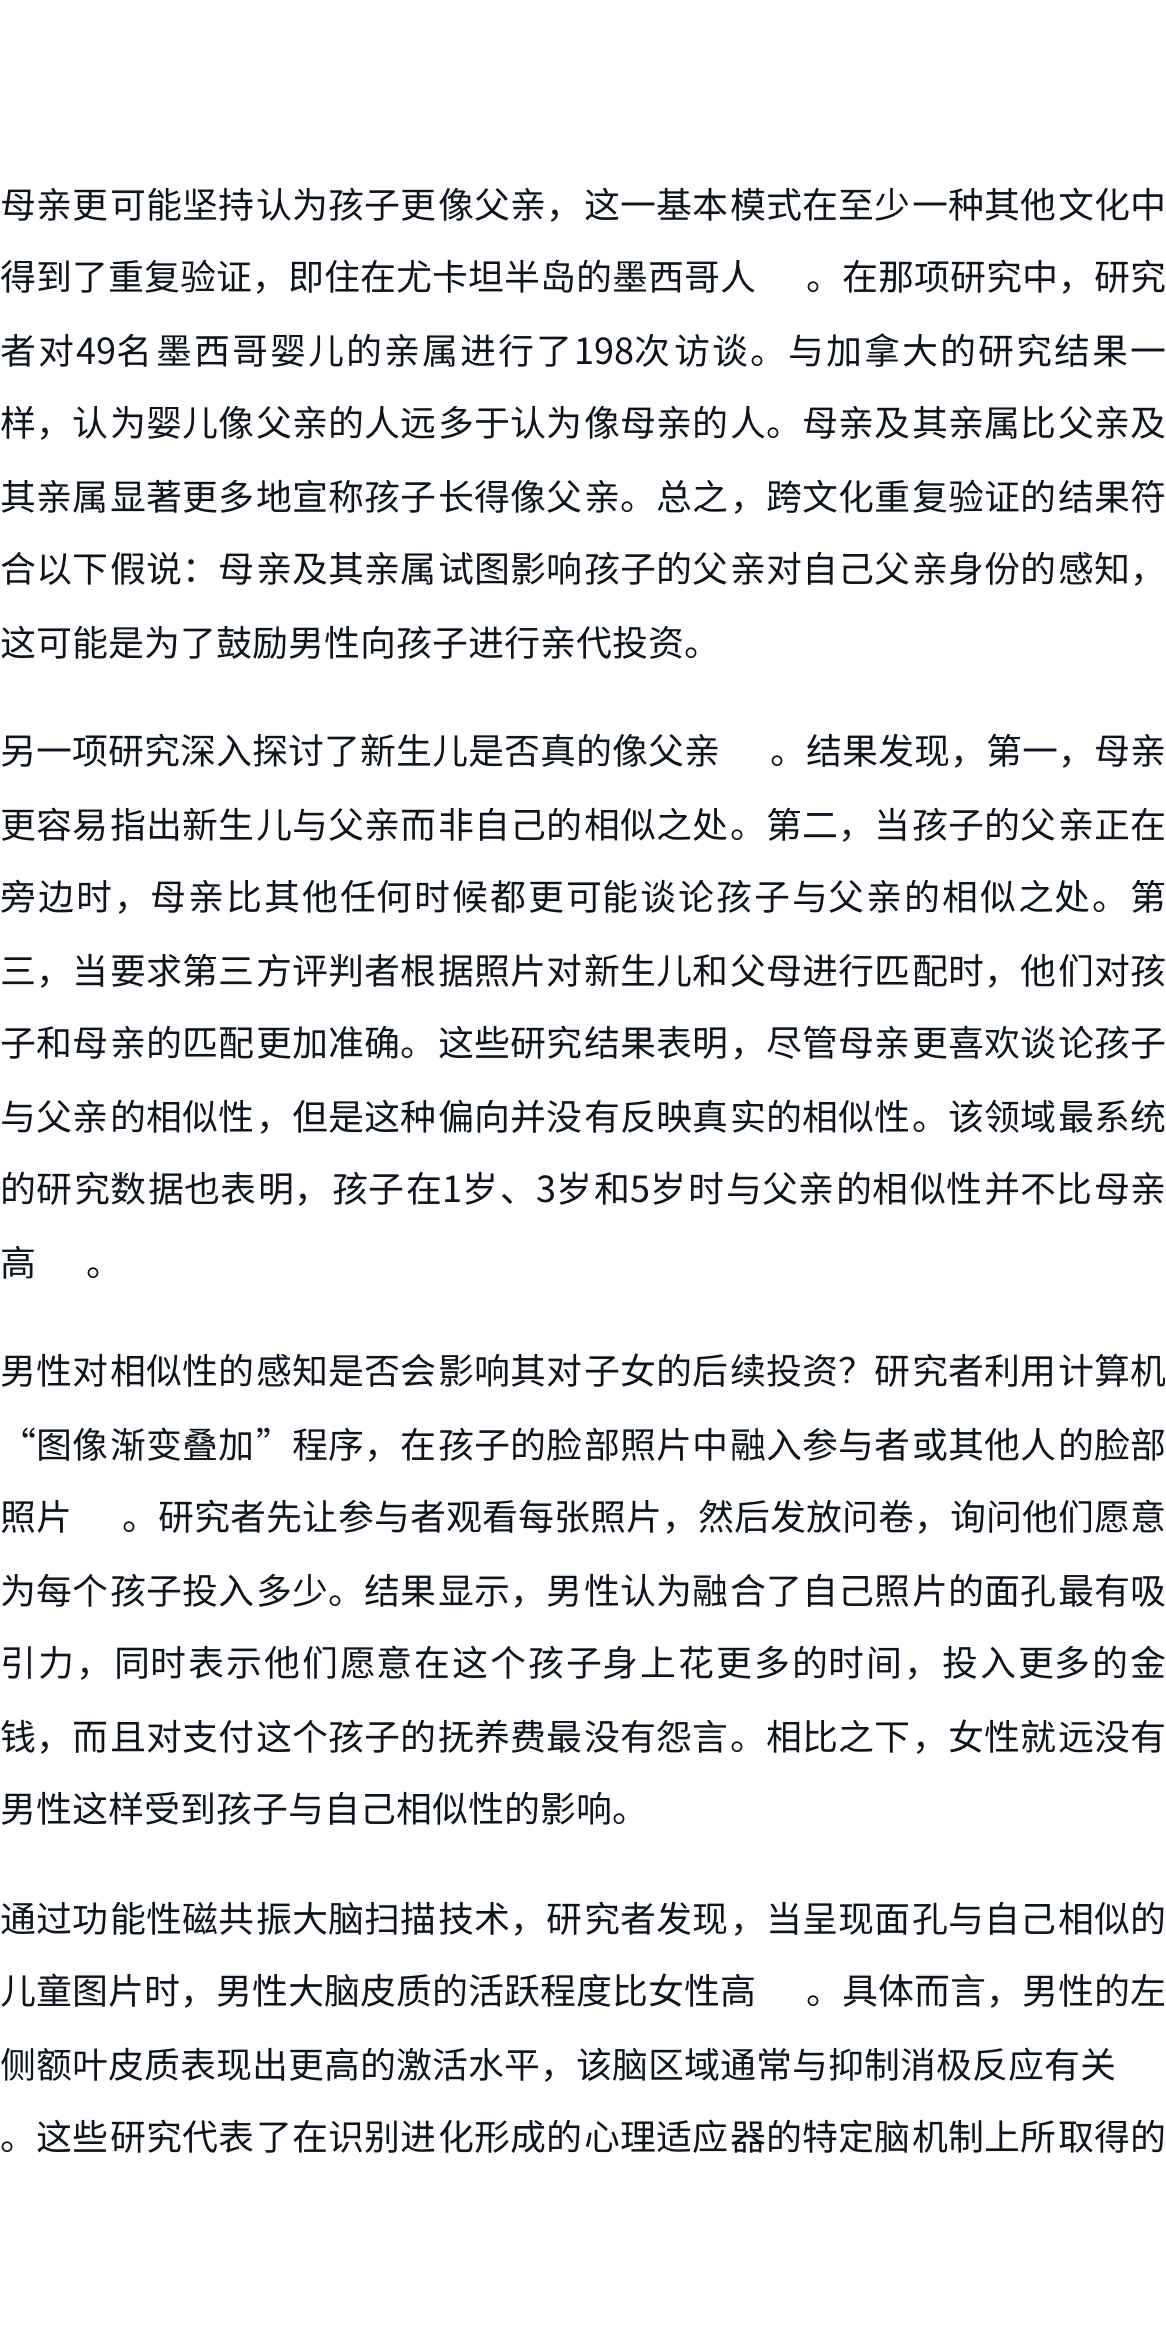 母亲更可能坚持认为孩子更像父亲，这一基本模式在至少一种其他文化中
得到了重复验证，即住在尤卡坦半岛的墨西哥人 。在那项研究中，研究
者对49名墨西哥婴儿的亲属进行了198次访谈。与加拿大的研究结果一
样，认为婴儿像父亲的人远多于认为像母亲的人。母亲及其亲属比父亲及
其亲属显著更多地宣称孩子长得像父亲。总之，跨文化重复验证的结果符
合以下假说：母亲及其亲属试图影响孩子的父亲对自己父亲身份的感知，
这可能是为了鼓励男性向孩子进行亲代投资。
另一项研究深入探讨了新生儿是否真的像父亲 。结果发现，第一，母亲
更容易指出新生儿与父亲而非自己的相似之处。第二，当孩子的父亲正在
旁边时，母亲比其他任何时候都更可能谈论孩子与父亲的相似之处。第
三，当要求第三方评判者根据照片对新生儿和父母进行匹配时，他们对孩
子和母亲的匹配更加准确。这些研究结果表明，尽管母亲更喜欢谈论孩子
与父亲的相似性，但是这种偏向并没有反映真实的相似性。该领域最系统
的研究数据也表明，孩子在1岁、3岁和5岁时与父亲的相似性并不比母亲
高 。
男性对相似性的感知是否会影响其对子女的后续投资？研究者利用计算机
“图像渐变叠加”程序，在孩子的脸部照片中融入参与者或其他人的脸部
照片 。研究者先让参与者观看每张照片，然后发放问卷，询问他们愿意
为每个孩子投入多少。结果显示，男性认为融合了自己照片的面孔最有吸
引力，同时表示他们愿意在这个孩子身上花更多的时间，投入更多的金
钱，而且对支付这个孩子的抚养费最没有怨言。相比之下，女性就远没有
男性这样受到孩子与自己相似性的影响。
通过功能性磁共振大脑扫描技术，研究者发现，当呈现面孔与自己相似的
儿童图片时，男性大脑皮质的活跃程度比女性高 。具体而言，男性的左
侧额叶皮质表现出更高的激活水平，该脑区域通常与抑制消极反应有关
。这些研究代表了在识别进化形成的心理适应器的特定脑机制上所取得的